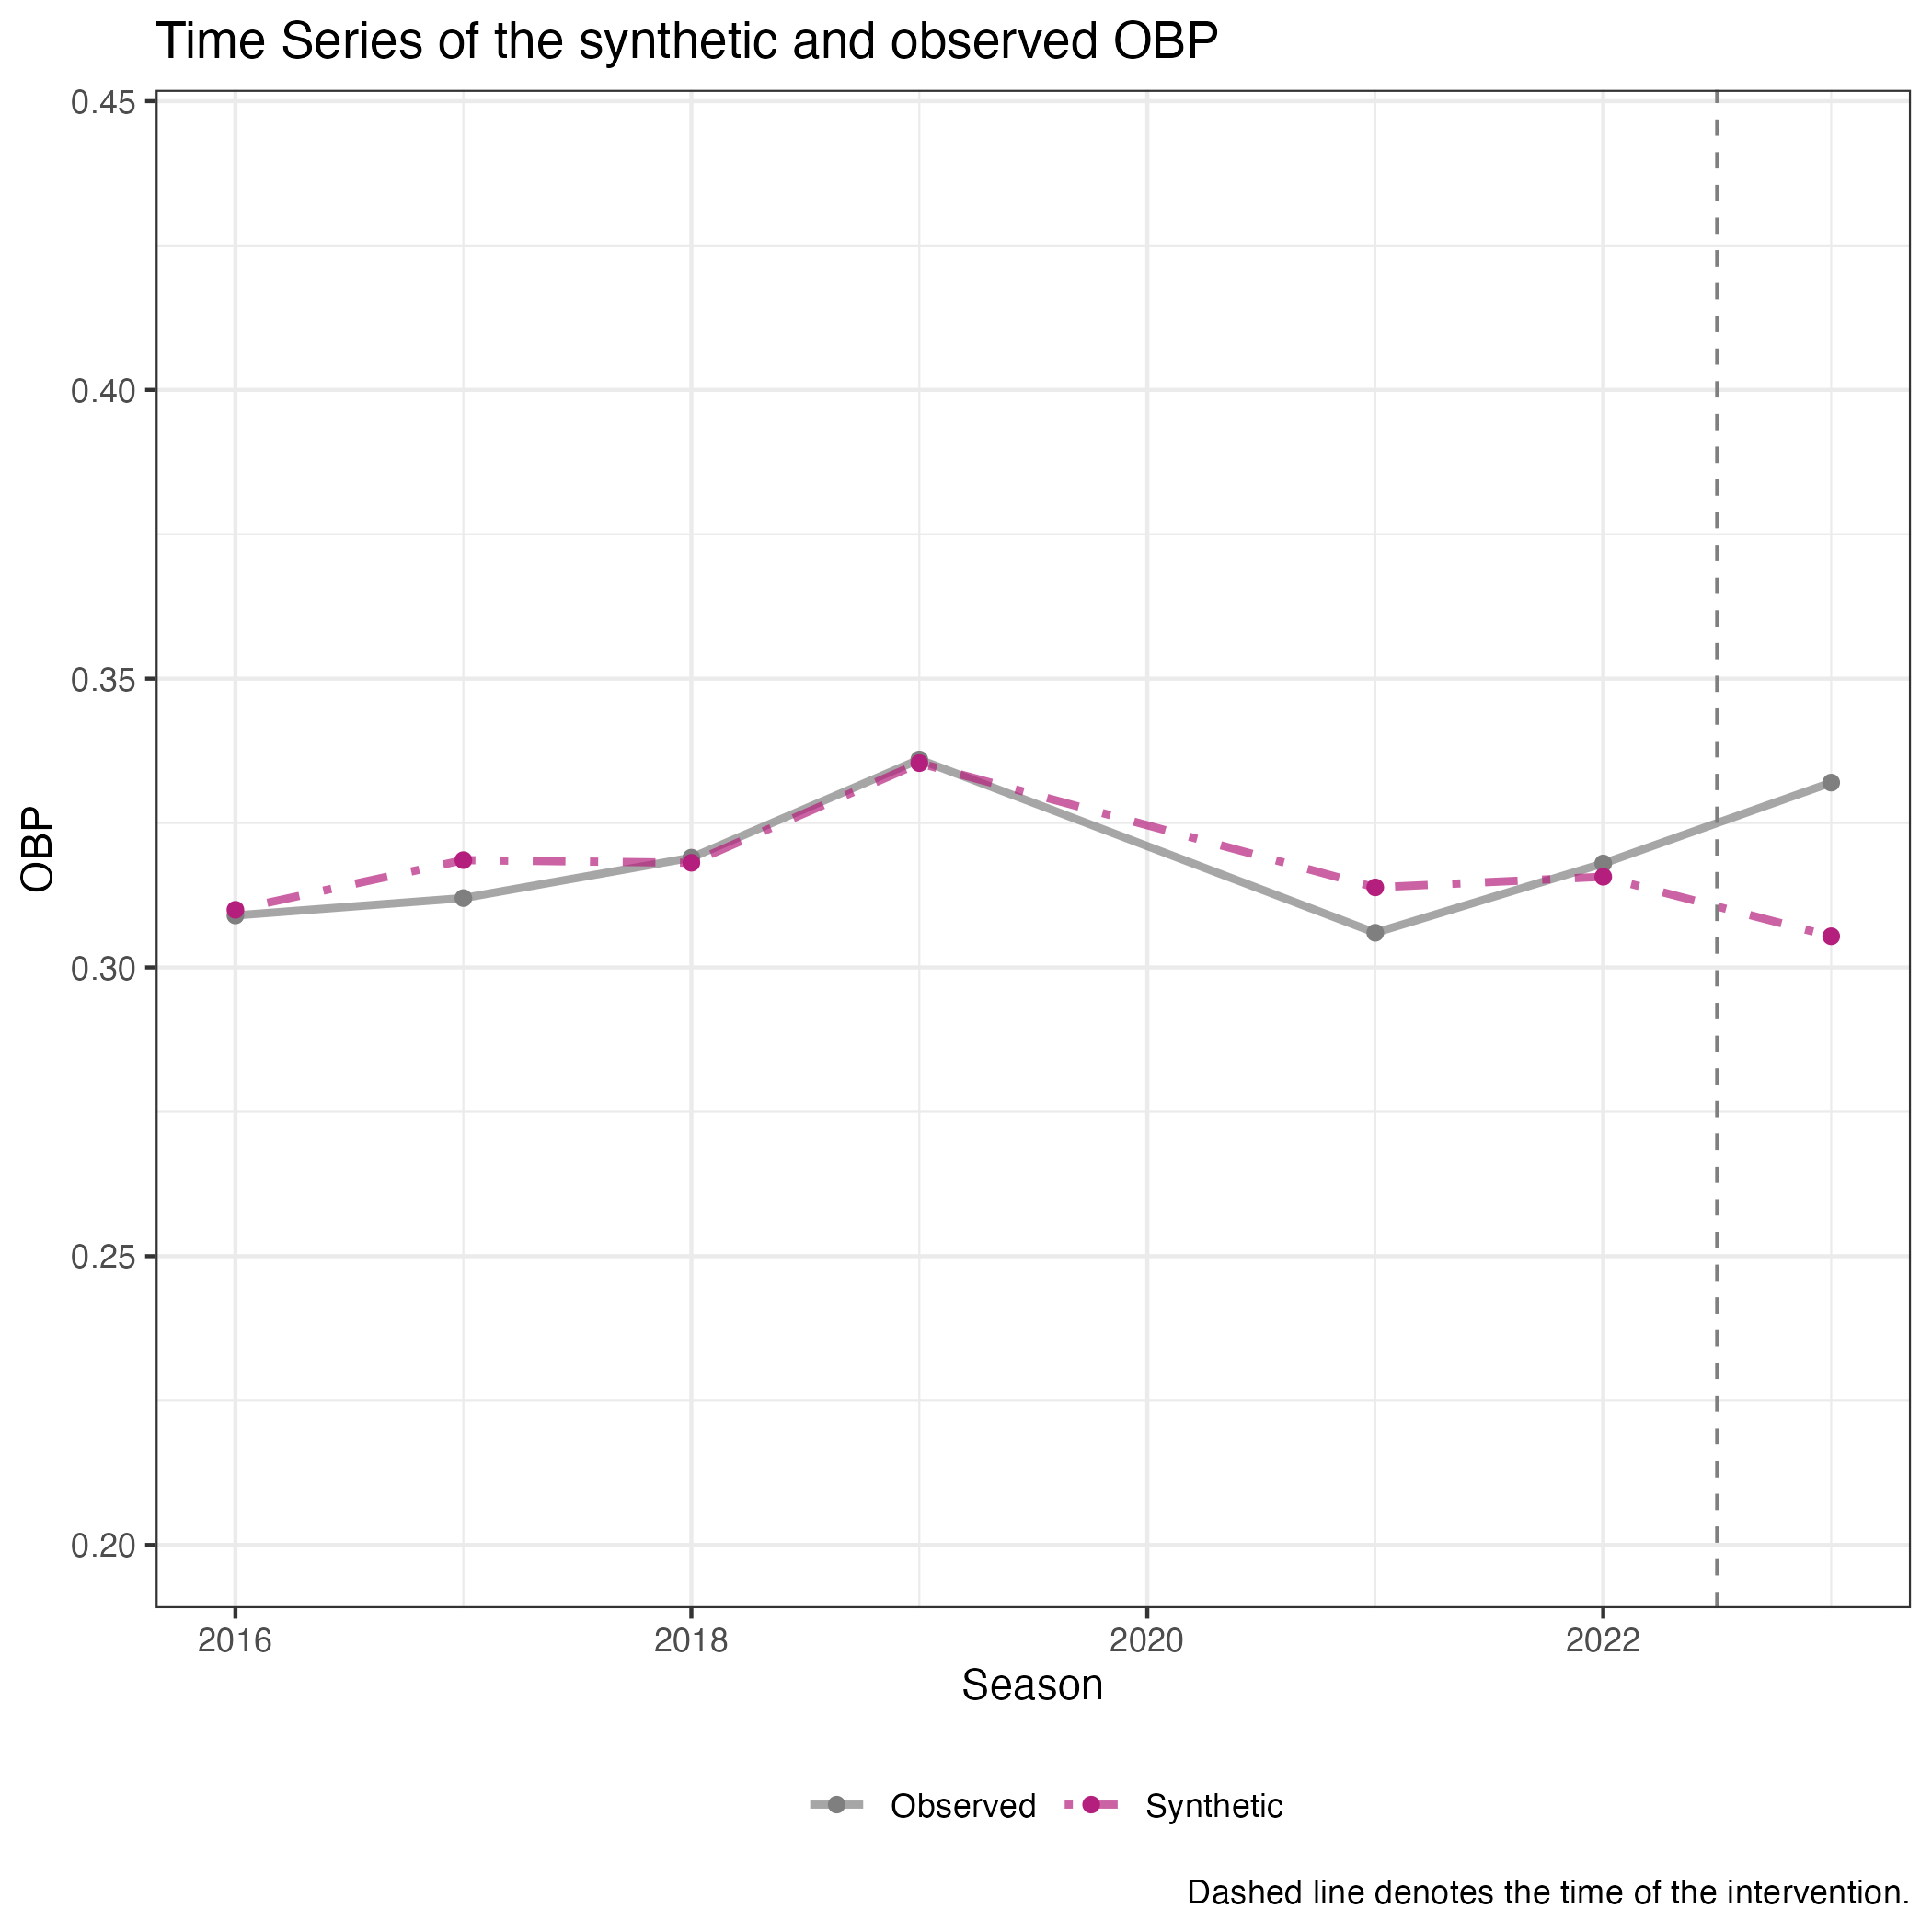 Time Series of the synthetic and observed OBP
0.45
0.40
0.35
0.30
0.25
0.20
OBP
2016 2018 2020 2022
Season
Observed Synthetic
Dashed line denotes the time of the intervention.